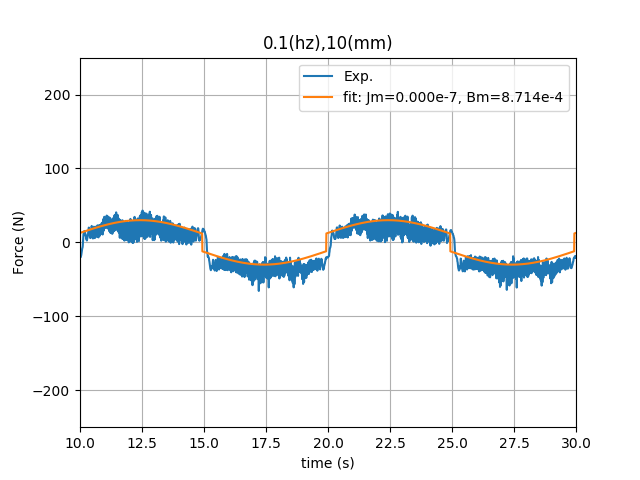 0.1(hz),10(mm)
Exp.
fit: Jm=0.000e-7, Bm=8.714e-4
Force (N)
200
100
0
−100
−200
10.0 12.5 15.0 17.5 20.0 22.5 25.0 27.5 30.0
time (s)